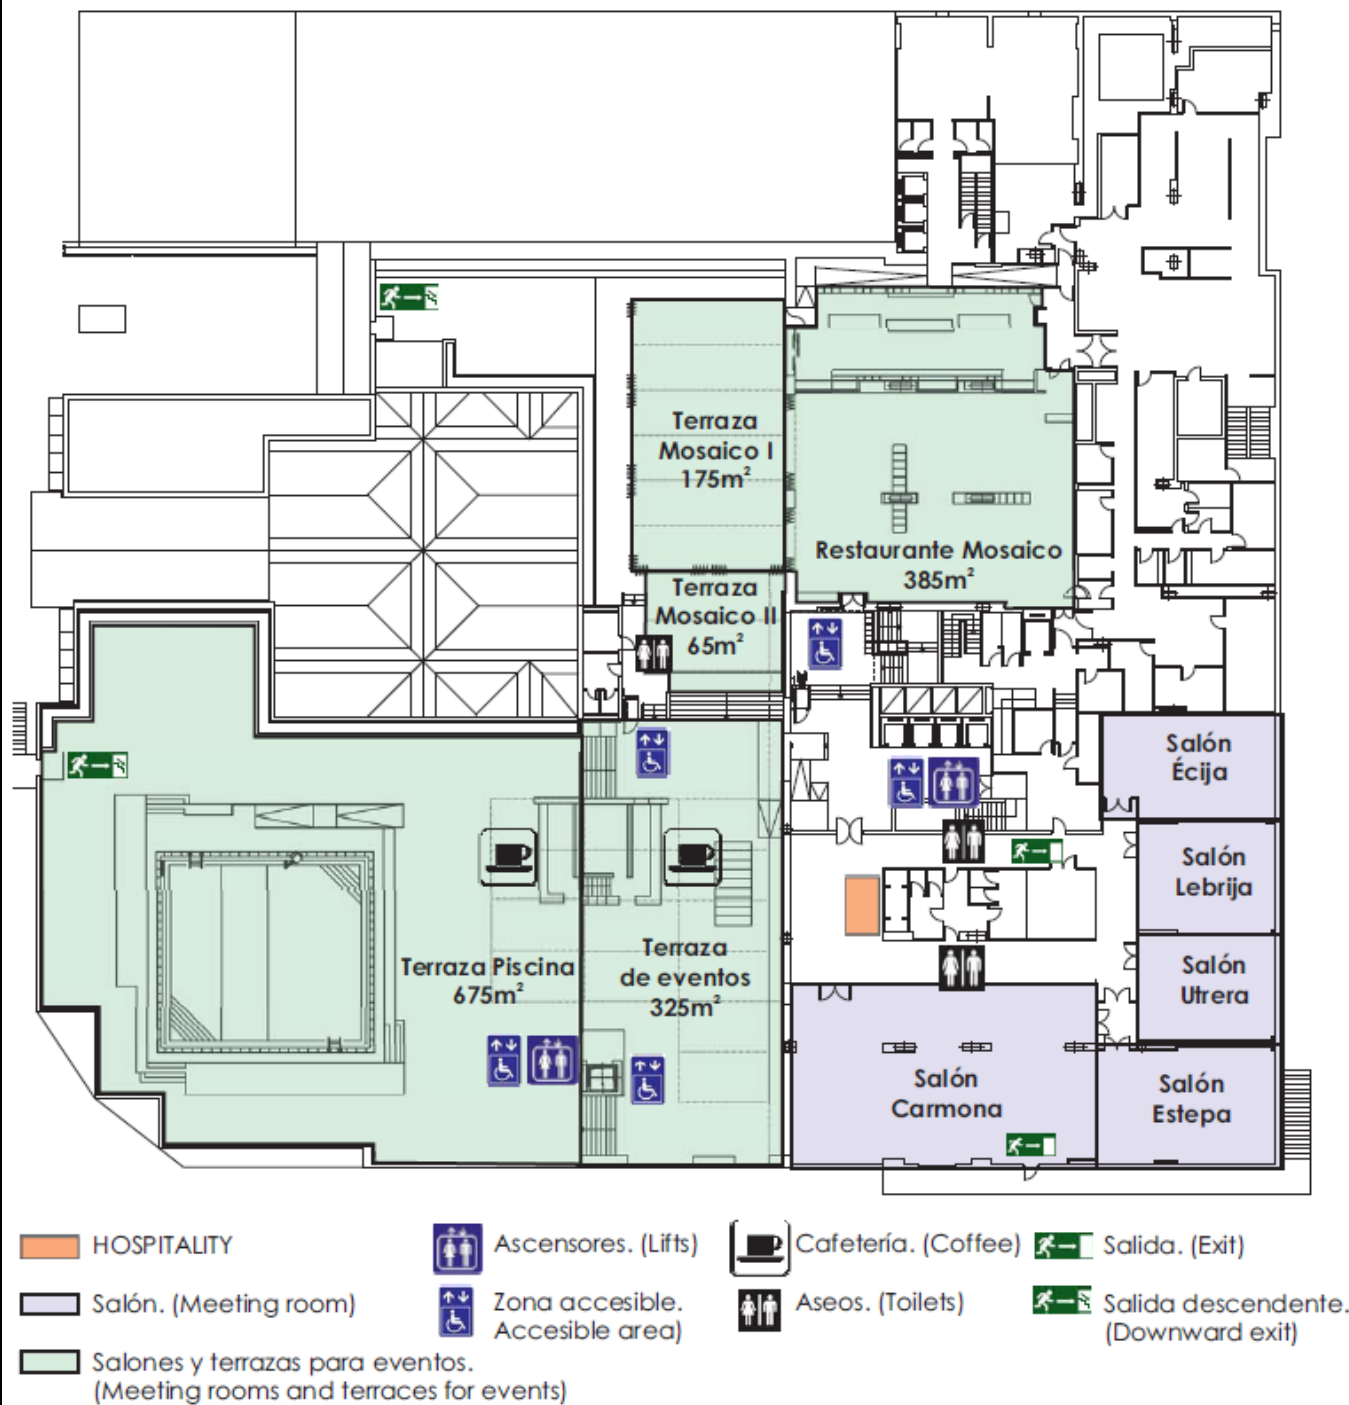 Terraza
Mosaico I
175m²
Restaurante Mosaico
385m²
Terraza
Mosaico II
65m²
Salón
Écija
Salón
Lebrija
Terraza Piscina
675m²
Terraza
de eventos
325m²
Salón
Utrera
Salón
Carmona
Salón
Estepa
HOSPITALITY
Ascensores. (Lifts)
Cafetería. (Coffee)
Salida. (Exit)
Salón. (Meeting room)
Zona accesible.
Accesible area)
Aseos. (Toilets)
Salida descendente.
(Downward exit)
Salones y terrazas para eventos.
(Meeting rooms and terraces for events)